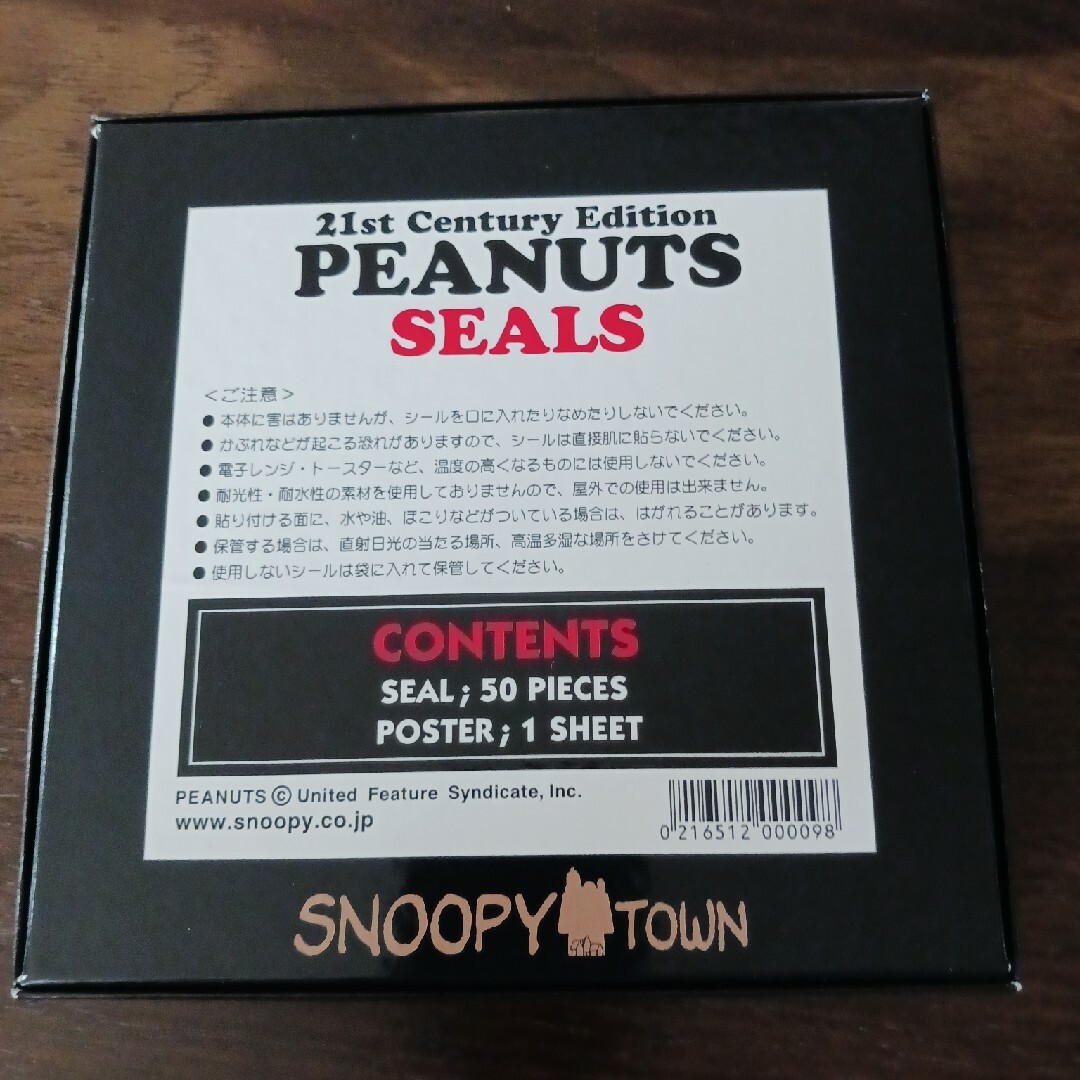 21st Century Edition
PEANUTS
SEALS
＜ご注意＞
● 本体に害はありませんが、シールを口に入れたりなめたりしないでください。
● かぶれなどが起こる恐れがありますので、シールは直接肌に貼らないでください。
● 電子レンジ・トースターなど、温度の高くなるものには使用しないでください。
● 耐光性・耐水性の素材を使用しておりませんので、屋外での使用は出来ません。
● 貼り付ける面に、水や油、ほこりなどがついている場合は、はがれることがあります。
● 保管する場合は、直射日光の当たる場所、高温多湿な場所をさけてください。
● 使用しないシールは袋に入れて保管してください。
CONTENTS
SEAL ; 50 PIECES
POSTER ; 1 SHEET
PEANUTS © United Feature Syndicate, Inc.
www.snoopy.co.jp
0 216512 000098
SNOOPY TOWN